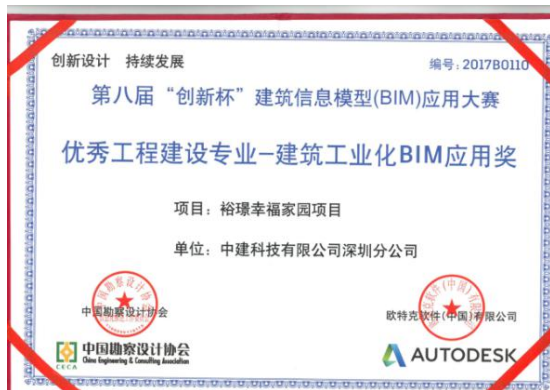 创新设计 持续发展
编号:2017B0110
第八届“创新杯”建筑信息模型(BIM)应用大赛
优秀工程建设专业-建筑工业化BIM应用奖
项目：裕璟幸福家园项目
单位：中建科技有限公司深圳分公司
中国勘察设计协会
欧特克软件(中国)有限公司
CECA
中国勘察设计协会
China Engineering & Consulting Association
AUTODESK